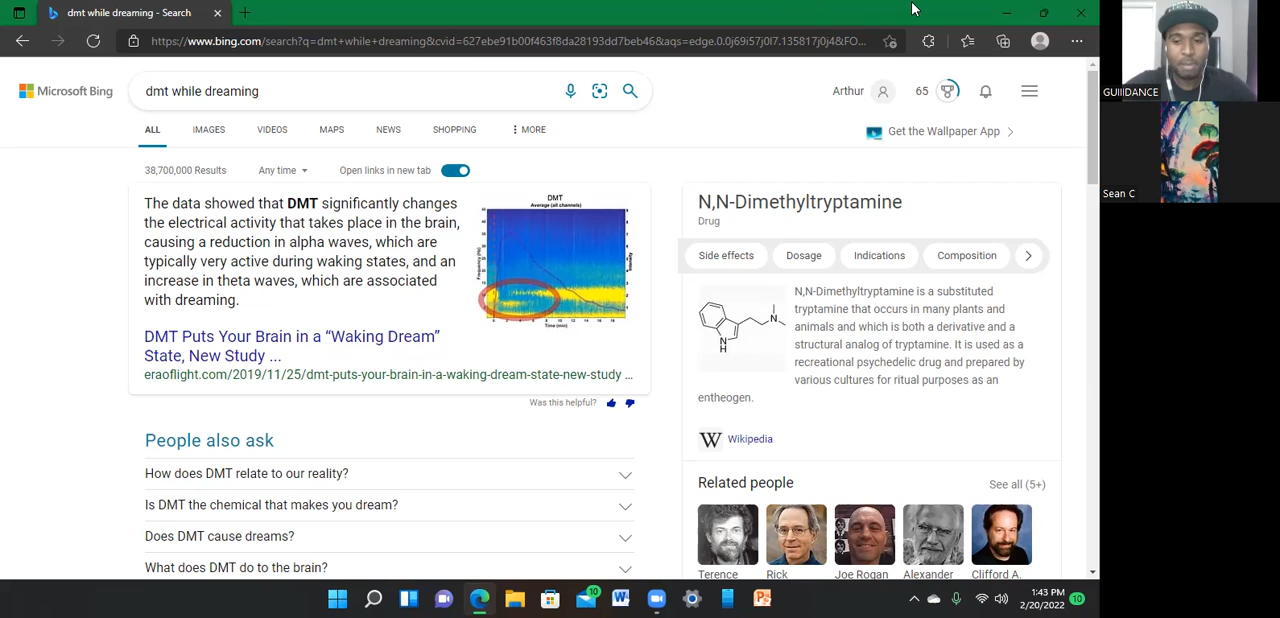 dmt while dreaming - Search
https://www.bing.com/search?q=dmt+while+dreaming&cvid=627ebe91b00f463f8da28193dd7beb46&aqs=edge.0.0j69i57j0l7.135817j0j4&FO...
Microsoft Bing
dmt while dreaming
Arthur
65
ALL
IMAGES
VIDEOS
MAPS
NEWS
SHOPPING
MORE
Get the Wallpaper App
38,700,000 Results
Any time
Open links in new tab
The data showed that DMT significantly changes
the electrical activity that takes place in the brain,
causing a reduction in alpha waves, which are
typically very active during waking states, and an
increase in theta waves, which are associated
with dreaming.
DMT
Average (all channels)
Frequency (Hz)
Intensity
Time (min)
DMT Puts Your Brain in a “Waking Dream”
State, New Study ...
eraoflight.com/2019/11/25/dmt-puts-your-brain-in-a-waking-dream-state-new-study ...
Was this helpful?
People also ask
How does DMT relate to our reality?
Is DMT the chemical that makes you dream?
Does DMT cause dreams?
What does DMT do to the brain?
N,N-Dimethyltryptamine
Drug
Side effects
Dosage
Indications
Composition
N
H
N
N,N-Dimethyltryptamine is a substituted
tryptamine that occurs in many plants and
animals and which is both a derivative and a
structural analog of tryptamine. It is used as a
recreational psychedelic drug and prepared by
various cultures for ritual purposes as an
entheogen.
W
Wikipedia
Related people
See all (5+)
Terence
Rick
Joe Rogan
Alexander
Clifford A.
GUIIIDANCE
Sean C
10
1:43 PM
2/20/2022
10